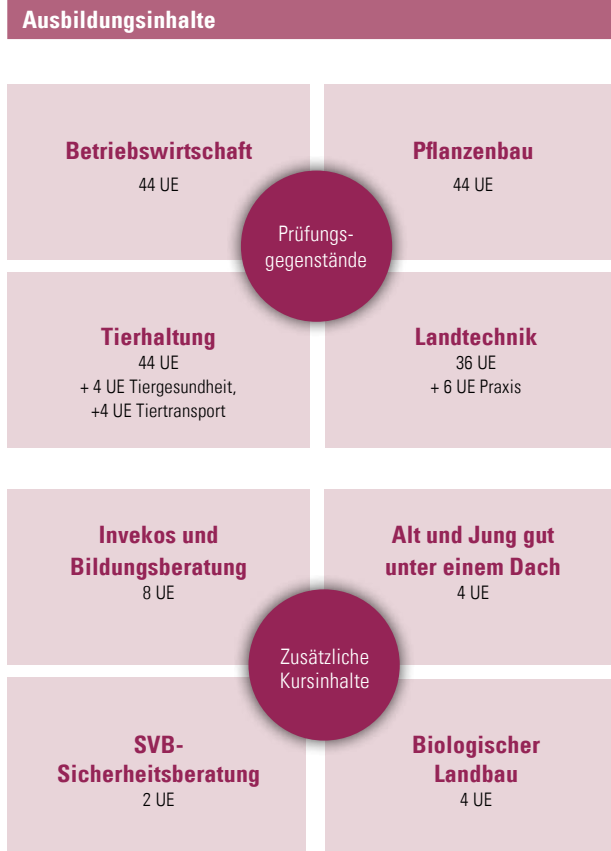 Ausbildungsinhalte
Betriebswirtschaft
44 UE
Pflanzenbau
44 UE
Prüfungs-
gegenstände
Tierhaltung
44 UE
+ 4 UE Tiergesundheit,
+4 UE Tiertransport
Landtechnik
36 UE
+ 6 UE Praxis
Invekos und
Bildungsberatung
8 UE
Alt und Jung gut
unter einem Dach
4 UE
Zusätzliche
Kursinhalte
SVB-
Sicherheitsberatung
2 UE
Biologischer
Landbau
4 UE